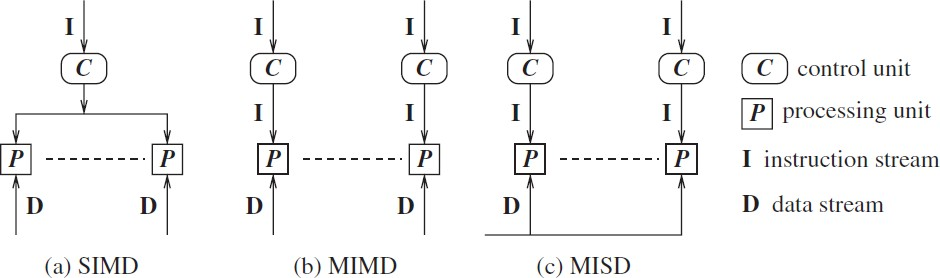 I I I I I I
C C C C C C C control unit
I I I I
P P P P P P P processing unit
I instruction stream
D D D D D D data stream
(a) SIMD (b) MIMD (c) MISD